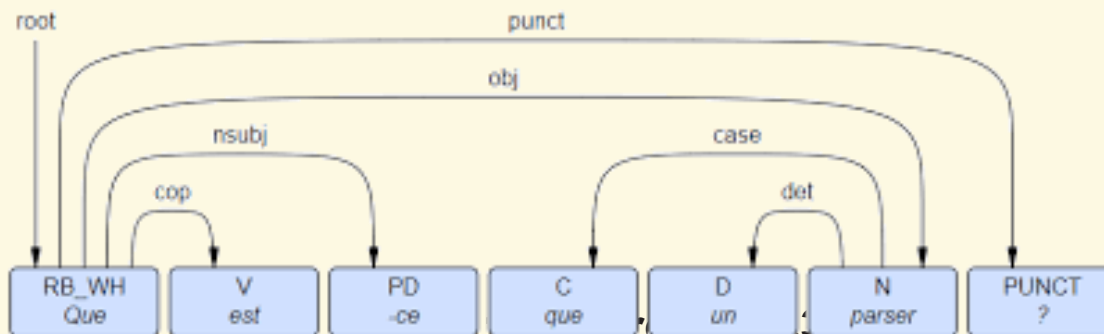 root punct
obj
nsubj case
cop det
RB_WH V PD C D N PUNCT
Que est -ce que un parser ?